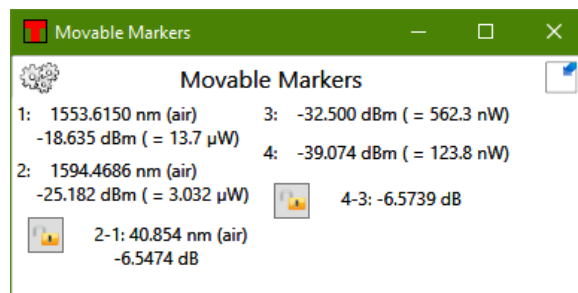 Movable Markers
Movable Markers
1: 1553.6150 nm (air)
-18.635 dBm ( = 13.7 µW)
2: 1594.4686 nm (air)
-25.182 dBm ( = 3.032 µW)
2-1: 40.854 nm (air)
-6.5474 dB
3: -32.500 dBm ( = 562.3 nW)
4: -39.074 dBm ( = 123.8 nW)
4-3: -6.5739 dB